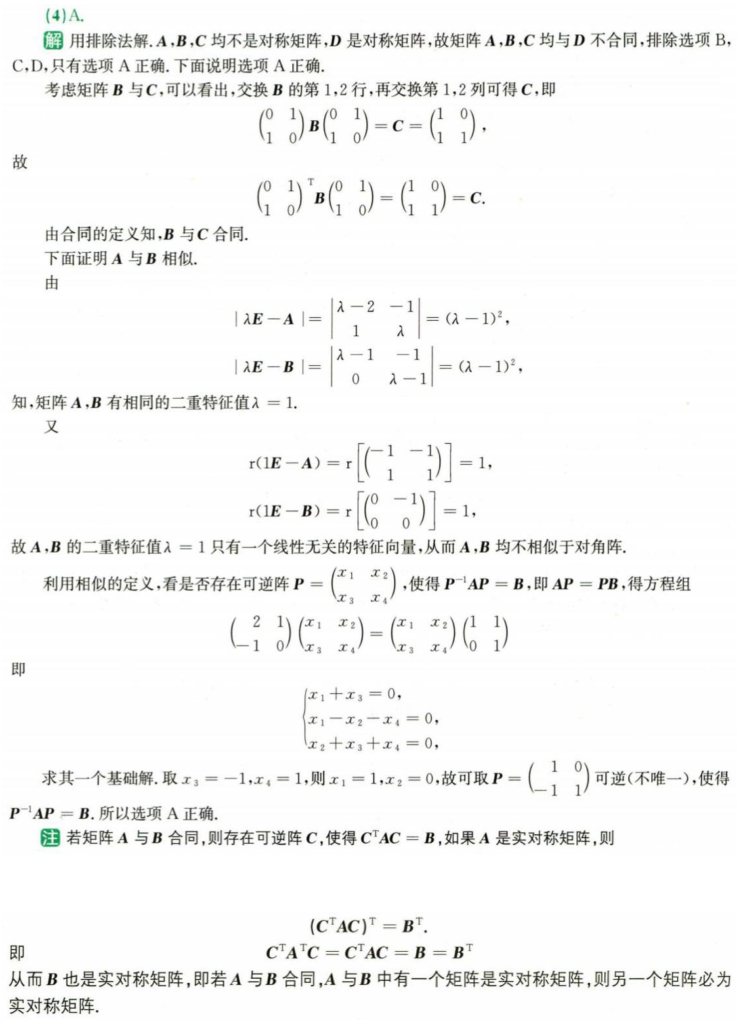 (4)A.
解 用排除法解.A,B,C 均不是对称矩阵,D 是对称矩阵,故矩阵 A,B,C 均与 D 不合同,排除选项 B,
C,D,只有选项 A 正确.下面说明选项 A 正确.
考虑矩阵 B 与 C,可以看出,交换 B 的第 1,2 行,再交换第 1,2 列可得 C,即
(0 1; 1 0) B (0 1; 1 0) = C = (1 0; 1 1),
故
(0 1; 1 0)^T B (0 1; 1 0) = (1 0; 1 1) = C.
由合同的定义知,B 与 C 合同.
下面证明 A 与 B 相似.
由
|λE-A| = |λ-2 -1; 1 λ| = (λ-1)²,
|λE-B| = |λ-1 -1; 0 λ-1| = (λ-1)²,
知,矩阵 A,B 有相同的二重特征值 λ = 1.
又
r(1E-A) = r[(-1 -1; 1 1)] = 1,
r(1E-B) = r[(0 -1; 0 0)] = 1,
故 A,B 的二重特征值 λ = 1 只有一个线性无关的特征向量,从而 A,B 均不相似于对角阵.
利用相似的定义,看是否存在可逆阵 P = (x₁ x₂; x₃ x₄),使得 P⁻¹AP = B,即 AP = PB,得方程组
(2 1; -1 0)(x₁ x₂; x₃ x₄) = (x₁ x₂; x₃ x₄)(1 1; 0 1)
即
{x₁+x₃ = 0,
x₁-x₂-x₄ = 0,
x₂+x₃+x₄ = 0,
求其一个基础解.取 x₃ = -1,x₄ = 1,则 x₁ = 1,x₂ = 0,故可取 P = (1 0; -1 1) 可逆(不唯一),使得
P⁻¹AP = B.所以选项 A 正确.
注 若矩阵 A 与 B 合同,则存在可逆阵 C,使得 CᵀAC = B,如果 A 是实对称矩阵,则
(CᵀAC)ᵀ = Bᵀ.
即 CᵀAᵀC = CᵀAC = B = Bᵀ
从而 B 也是实对称矩阵,即若 A 与 B 合同,A 与 B 中有一个矩阵是实对称矩阵,则另一个矩阵必为
实对称矩阵.